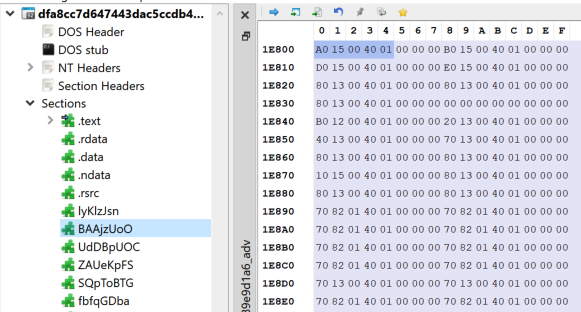 dfa8cc7d647443dac5ccdb4...
DOS Header
DOS stub
NT Headers
Section Headers
Sections
.text
.rdata
.data
.ndata
.rsrc
lyKlzJsn
BAAjzUoO
UdDBpUOC
ZAUeKpFS
SQpToBTG
fbfqGDba
39e9d1a6_adv
0 1 2 3 4 5 6 7 8 9 A B C D E F
1E800 A0 15 00 40 01 00 00 00 B0 15 00 40 01 00 00 00
1E810 D0 15 00 40 01 00 00 00 E0 15 00 40 01 00 00 00
1E820 80 13 00 40 01 00 00 00 80 13 00 40 01 00 00 00
1E830 80 13 00 40 01 00 00 00 00 00 00 00 00 00 00 00
1E840 B0 12 00 40 01 00 00 00 20 13 00 40 01 00 00 00
1E850 40 13 00 40 01 00 00 00 70 13 00 40 01 00 00 00
1E860 80 13 00 40 01 00 00 00 80 13 00 40 01 00 00 00
1E870 10 15 00 40 01 00 00 00 80 13 00 40 01 00 00 00
1E880 80 13 00 40 01 00 00 00 80 13 00 40 01 00 00 00
1E890 70 82 01 40 01 00 00 00 70 82 01 40 01 00 00 00
1E8A0 70 82 01 40 01 00 00 00 70 82 01 40 01 00 00 00
1E8B0 70 82 01 40 01 00 00 00 70 82 01 40 01 00 00 00
1E8C0 70 82 01 40 01 00 00 00 70 82 01 40 01 00 00 00
1E8D0 70 13 00 40 01 00 00 00 70 13 00 40 01 00 00 00
1E8E0 70 82 01 40 01 00 00 00 70 82 01 40 01 00 00 00